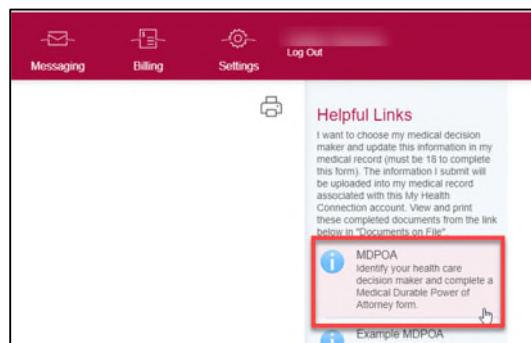 Messaging
Billing
Settings
Log Out
Helpful Links
I want to choose my medical decision
maker and update this information in my
medical record (must be 18 to complete
this form). The information I submit will
be uploaded into my medical record
associated with this My Health
Connection account. View and print
these completed documents from the link
below in "Documents on File".
MDPOA
Identify your health care
decision maker and complete a
Medical Durable Power of
Attorney form.
Example MDPOA